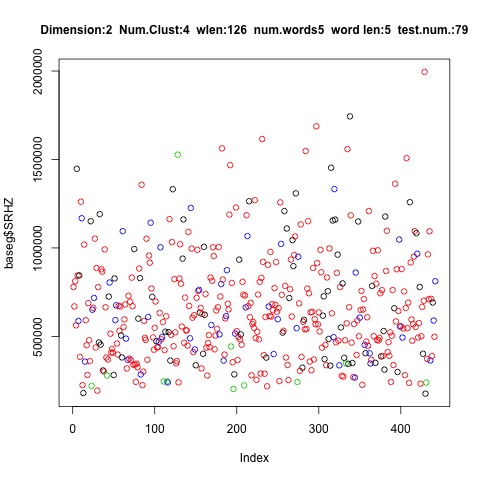 Dimension:2 Num.Clust:4 wlen:126 num.words5 word len:5 test.num.:79
baseg$SRHZ
2000000
1500000
1000000
500000
0 100 200 300 400
Index